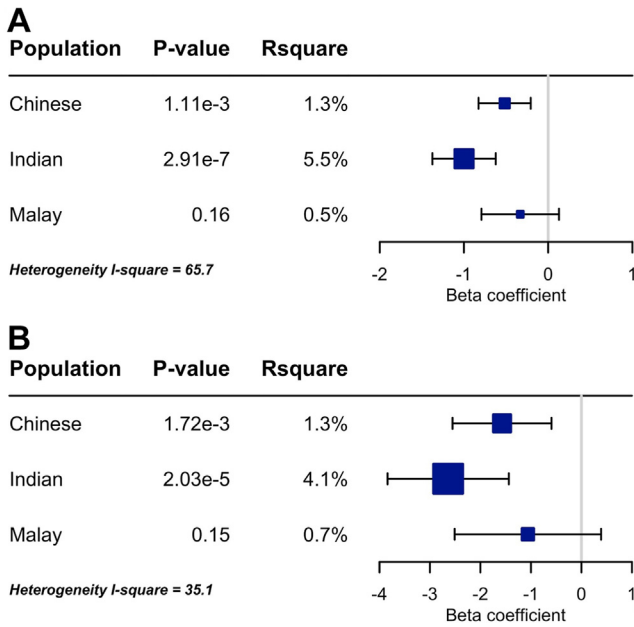 A
Population P-value Rsquare
Chinese 1.11e-3 1.3%
Indian 2.91e-7 5.5%
Malay 0.16 0.5%
Heterogeneity I-square = 65.7
-2 -1 0 1
Beta coefficient
B
Population P-value Rsquare
Chinese 1.72e-3 1.3%
Indian 2.03e-5 4.1%
Malay 0.15 0.7%
Heterogeneity I-square = 35.1
-4 -3 -2 -1 0 1
Beta coefficient